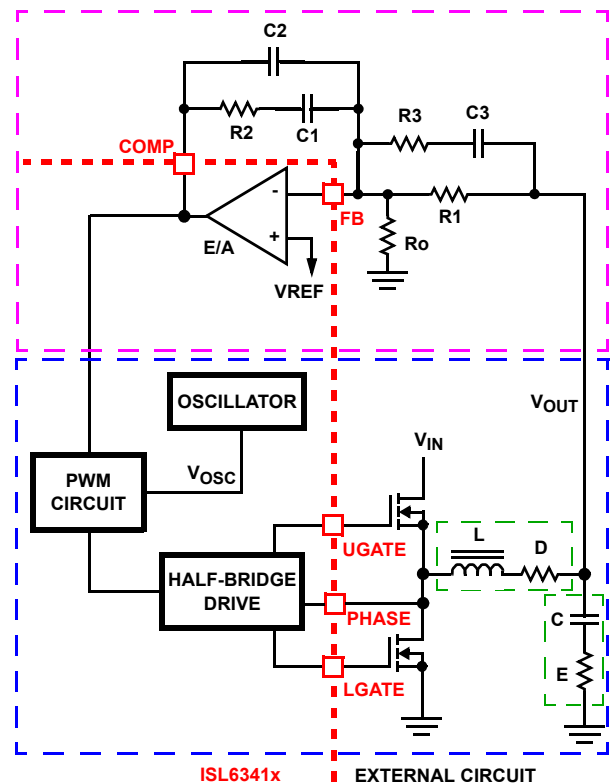 C2
R2
C1
R3
C3
COMP
-
FB
R1
E/A
+
Ro
VREF
OSCILLATOR
VOUT
VIN
PWM
CIRCUIT
VOSC
UGATE
L
D
HALF-BRIDGE
DRIVE
PHASE
C
LGATE
E
ISL6341x
EXTERNAL CIRCUIT